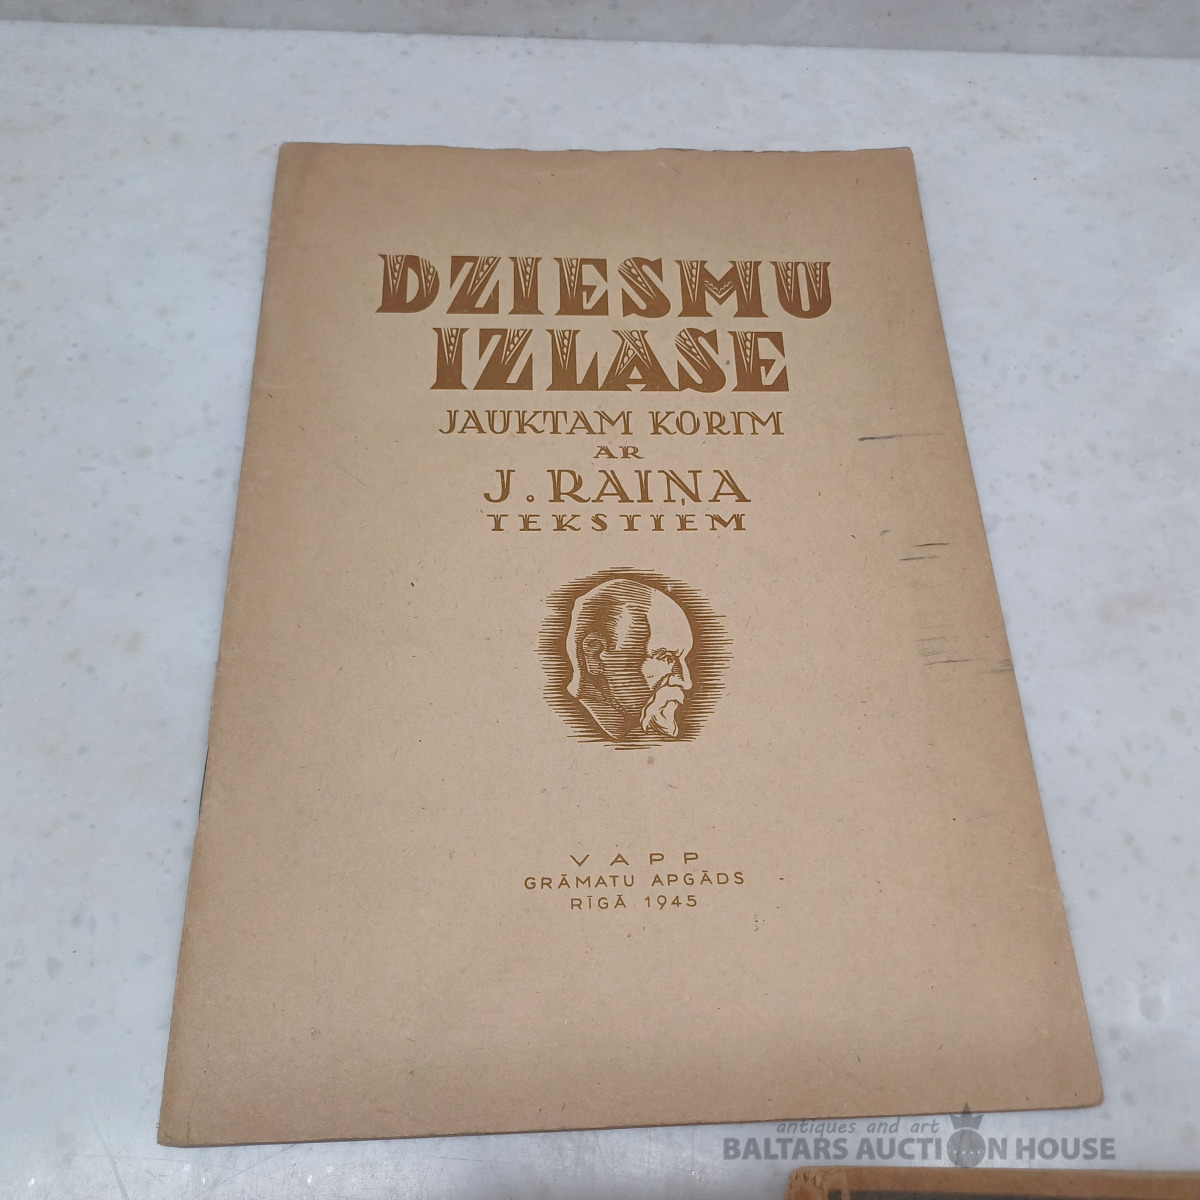 DZIESMU
IZLASE
JAUKTAM KORIM
AR
J. RAIŅA
TEKSTIEM
VAPP
GRĀMATU APGĀDS
RĪGĀ 1945
antiques and art
BALTARS AUCTION HOUSE